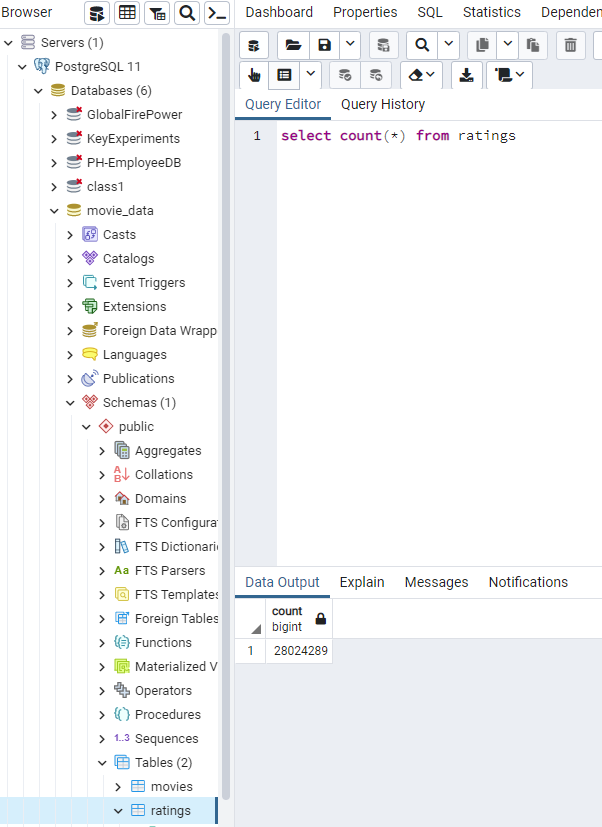 Browser
Servers (1)
PostgreSQL 11
Databases (6)
GlobalFirePower
KeyExperiments
PH-EmployeeDB
class1
movie_data
Casts
Catalogs
Event Triggers
Extensions
Foreign Data Wrapp
Languages
Publications
Schemas (1)
public
Aggregates
Collations
Domains
FTS Configura
FTS Dictionari
Aa FTS Parsers
FTS Templates
Foreign Tables
Functions
Materialized V
Operators
Procedures
1..3 Sequences
Tables (2)
movies
ratings
Dashboard Properties SQL Statistics Dependen
Query Editor Query History
1 select count(*) from ratings
Data Output Explain Messages Notifications
count
bigint
1 28024289